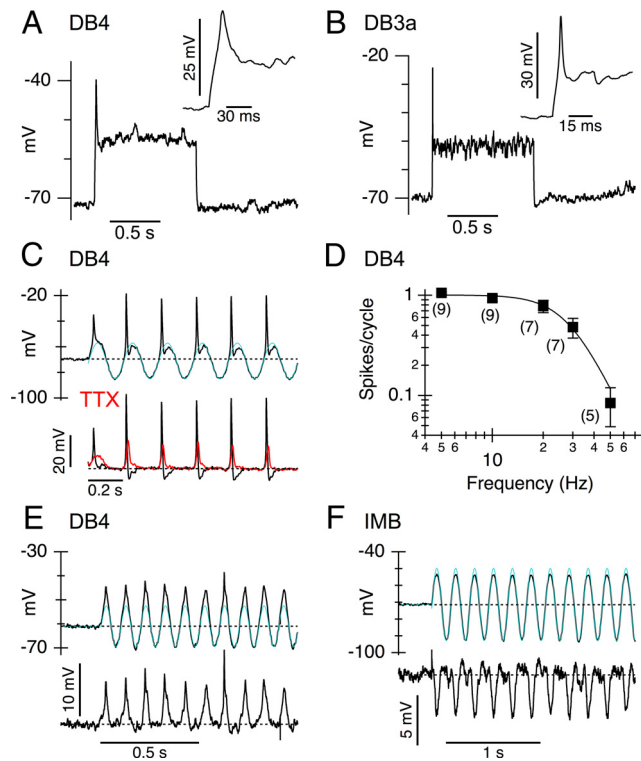 A DB4
-40
mV
-70
0.5 s
25 mV
30 ms
B DB3a
-20
mV
-70
0.5 s
30 mV
15 ms
C DB4
-20
mV
-100
TTX
20 mV
0.2 s
D DB4
Spikes/cycle
1
6
4
2
0.1
6
4
(9)
(9)
(7)
(7)
(5)
4 5 6 10 2 3 4 5 6
Frequency (Hz)
E DB4
-30
mV
-70
10 mV
0.5 s
F IMB
-40
mV
-100
5 mV
1 s